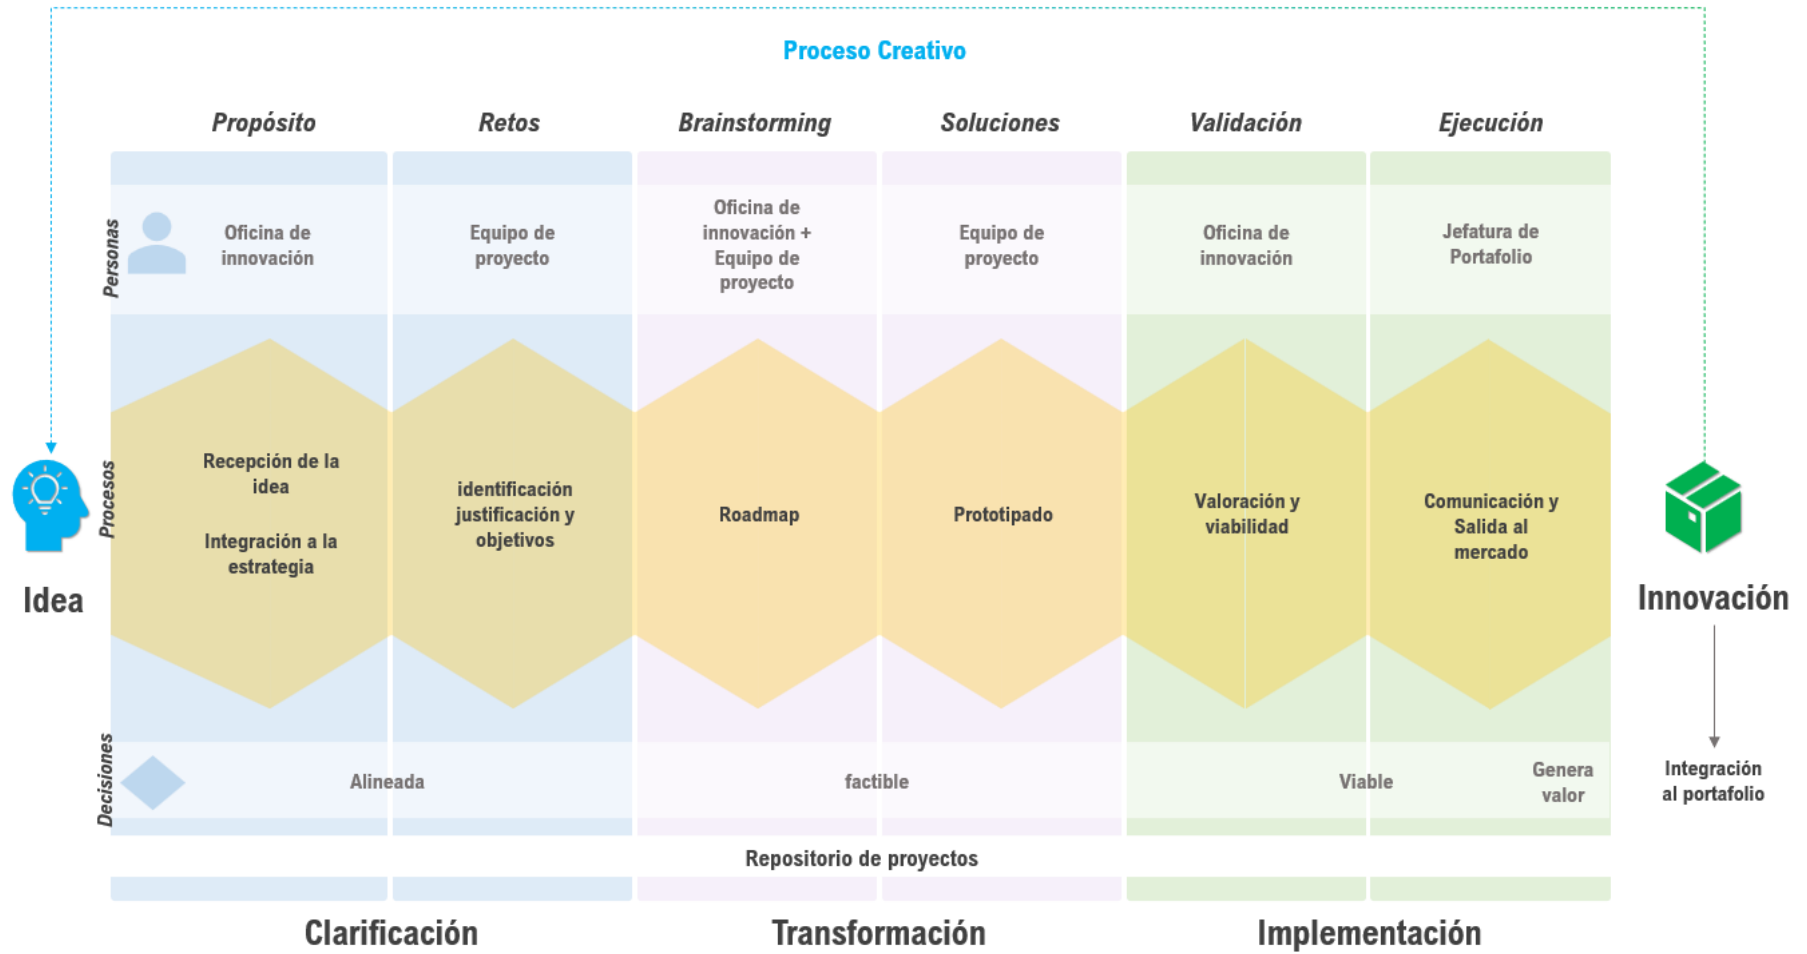 Proceso Creativo
Propósito
Retos
Brainstorming
Soluciones
Validación
Ejecución
Personas
Oficina de
innovación
Equipo de
proyecto
Oficina de
innovación +
Equipo de
proyecto
Equipo de
proyecto
Oficina de
innovación
Jefatura de
Portafolio
Procesos
Recepción de la
idea
Integración a la
estrategia
identificación
justificación y
objetivos
Roadmap
Prototipado
Valoración y
viabilidad
Comunicación y
Salida al
mercado
Idea
Innovación
Decisiones
Alineada
factible
Viable
Genera
valor
Integración
al portafolio
Repositorio de proyectos
Clarificación
Transformación
Implementación